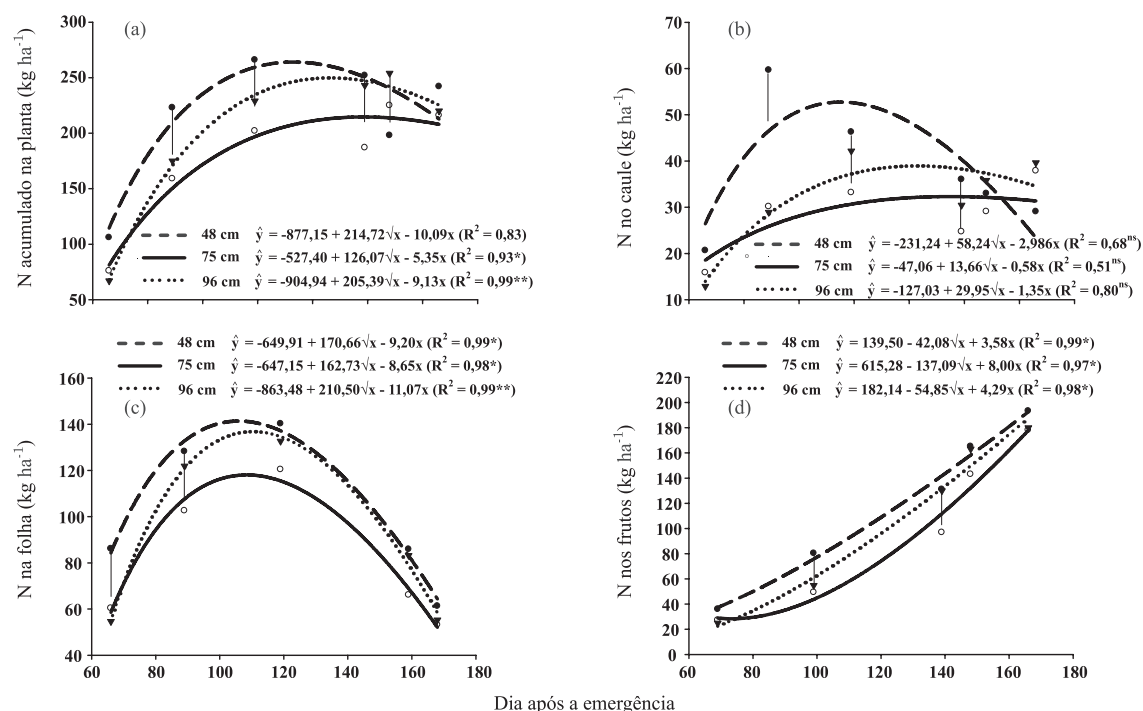 300
250
200
150
100
50
N acumulado na planta (kg ha⁻¹)
(a)
48 cm ŷ = -877,15 + 214,72√x - 10,09x (R² = 0,83)
75 cm ŷ = -527,40 + 126,07√x - 5,35x (R² = 0,93*)
96 cm ŷ = -904,94 + 205,39√x - 9,13x (R² = 0,99**)
70
60
50
40
30
20
10
N no caule (kg ha⁻¹)
(b)
48 cm ŷ = -231,24 + 58,24√x - 2,986x (R² = 0,68ⁿˢ)
75 cm ŷ = -47,06 + 13,66√x - 0,58x (R² = 0,51ⁿˢ)
96 cm ŷ = -127,03 + 29,95√x - 1,35x (R² = 0,80ⁿˢ)
48 cm ŷ = -649,91 + 170,66√x - 9,20x (R² = 0,99*)
75 cm ŷ = -647,15 + 162,73√x - 8,65x (R² = 0,98*)
96 cm ŷ = -863,48 + 210,50√x - 11,07x (R² = 0,99**)
160
140
120
100
80
60
40
N na folha (kg ha⁻¹)
(c)
60 80 100 120 140 160 180
48 cm ŷ = 139,50 - 42,08√x + 3,58x (R² = 0,99*)
75 cm ŷ = 615,28 - 137,09√x + 8,00x (R² = 0,97*)
96 cm ŷ = 182,14 - 54,85√x + 4,29x (R² = 0,98*)
220
200
180
160
140
120
100
80
60
40
20
0
N nos frutos (kg ha⁻¹)
(d)
60 80 100 120 140 160 180
Dia após a emergência